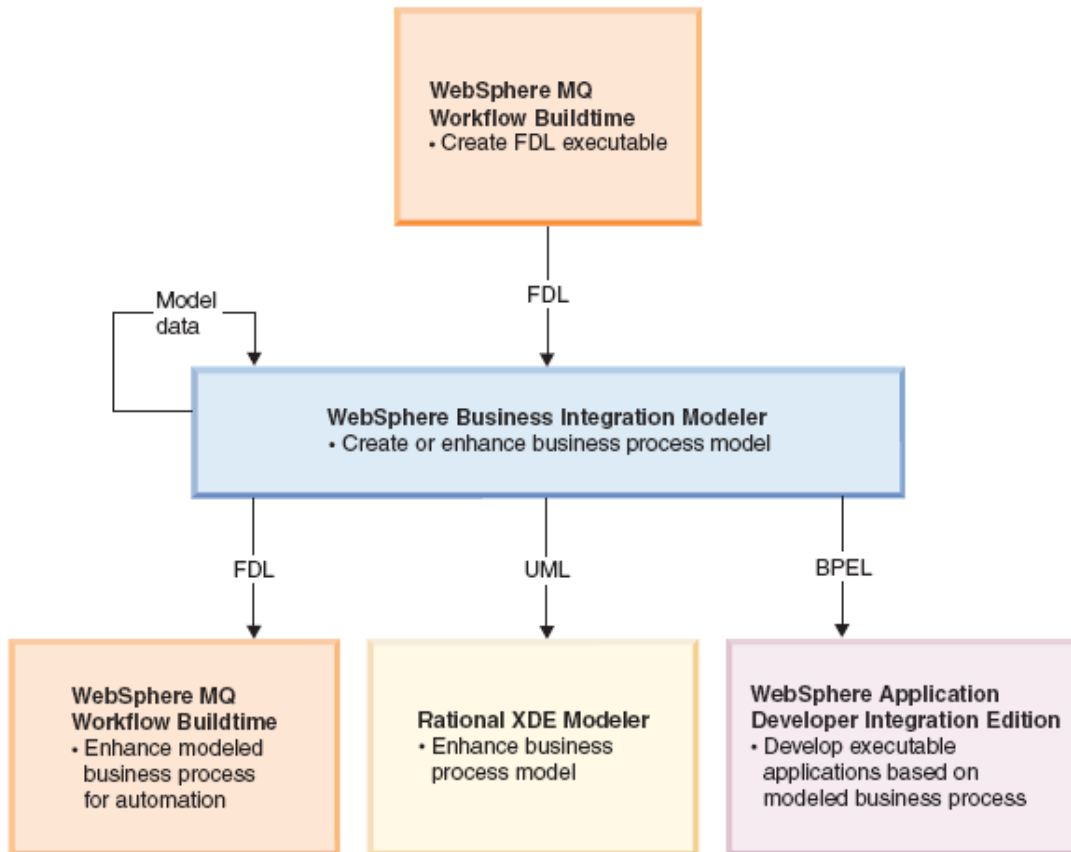 WebSphere MQ
Workflow Buildtime
• Create FDL executable
FDL
Model
data
WebSphere Business Integration Modeler
• Create or enhance business process model
FDL
UML
BPEL
WebSphere MQ
Workflow Buildtime
• Enhance modeled
business process
for automation
Rational XDE Modeler
• Enhance business
process model
WebSphere Application
Developer Integration Edition
• Develop executable
applications based on
modeled business process